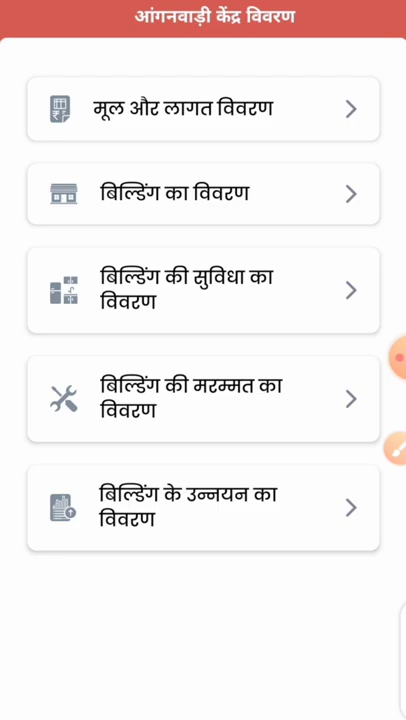 आंगनवाड़ी केंद्र विवरण
मूल और लागत विवरण
बिल्डिंग का विवरण
बिल्डिंग की सुविधा का
विवरण
बिल्डिंग की मरम्मत का
विवरण
बिल्डिंग के उन्नयन का
विवरण